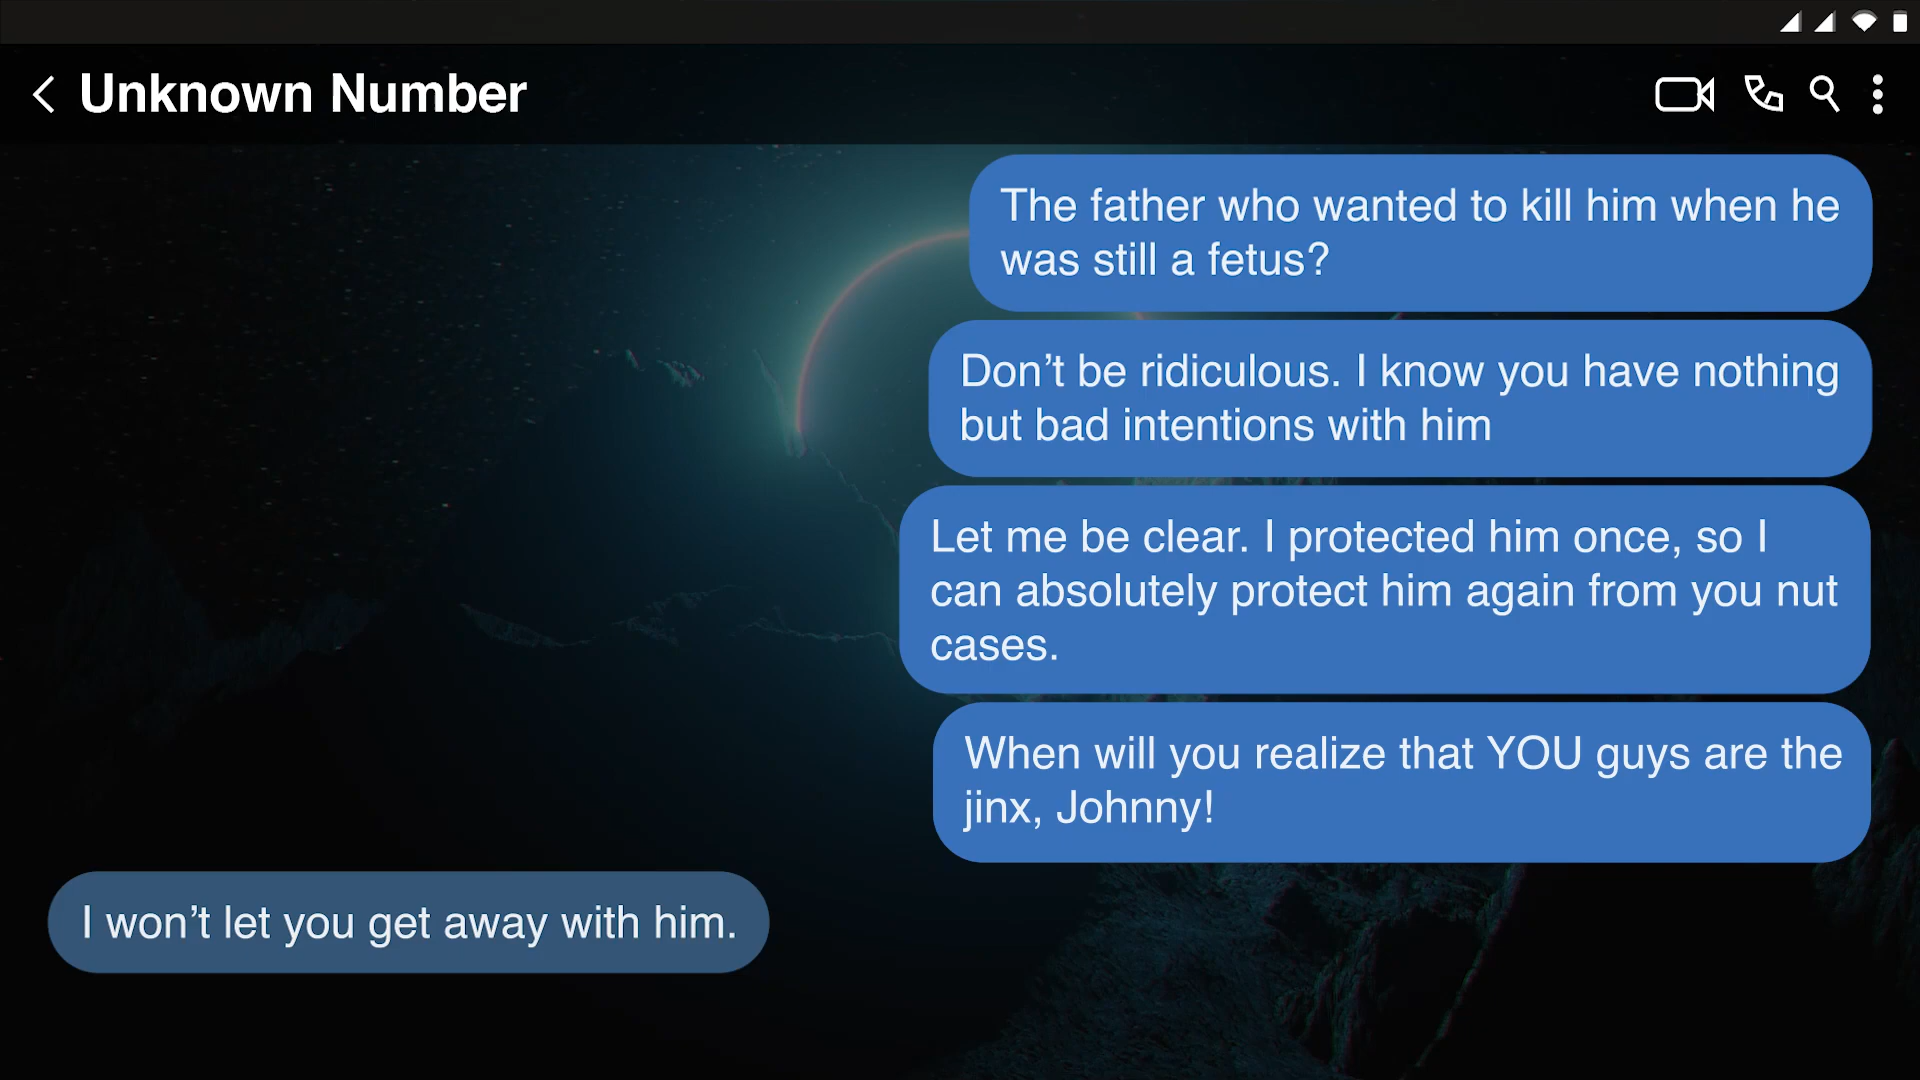 Unknown Number
The father who wanted to kill him when he
was still a fetus?
Don’t be ridiculous. I know you have nothing
but bad intentions with him
Let me be clear. I protected him once, so I
can absolutely protect him again from you nut
cases.
When will you realize that YOU guys are the
jinx, Johnny!
I won’t let you get away with him.